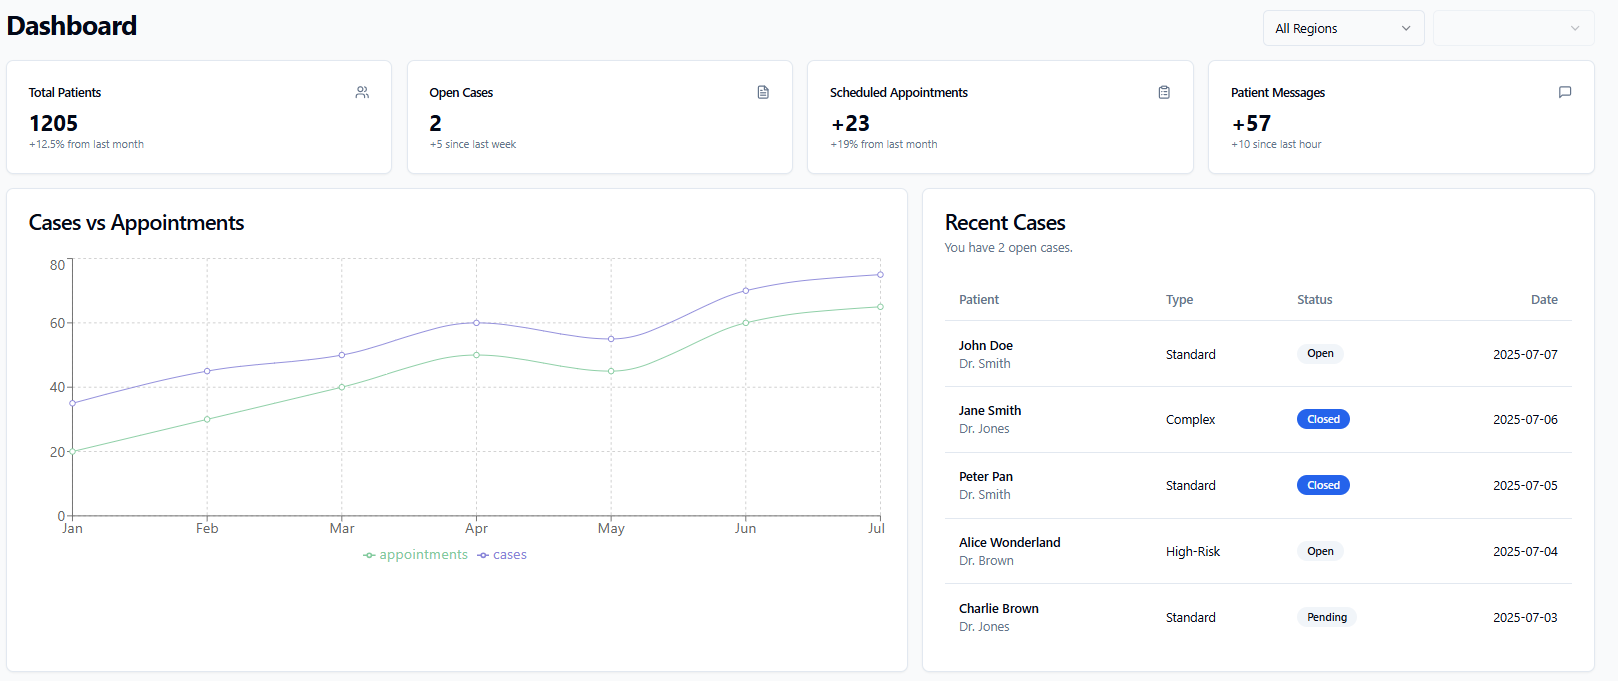 Dashboard
All Regions
Total Patients
1205
+12.5% from last month
Open Cases
2
+5 since last week
Scheduled Appointments
+23
+19% from last month
Patient Messages
+57
+10 since last hour
Cases vs Appointments
80
60
40
20
0
Jan Feb Mar Apr May Jun Jul
appointments cases
Recent Cases
You have 2 open cases.
Patient Type Status Date
John Doe
Dr. Smith
Standard Open 2025-07-07
Jane Smith
Dr. Jones
Complex Closed 2025-07-06
Peter Pan
Dr. Smith
Standard Closed 2025-07-05
Alice Wonderland
Dr. Brown
High-Risk Open 2025-07-04
Charlie Brown
Dr. Jones
Standard Pending 2025-07-03